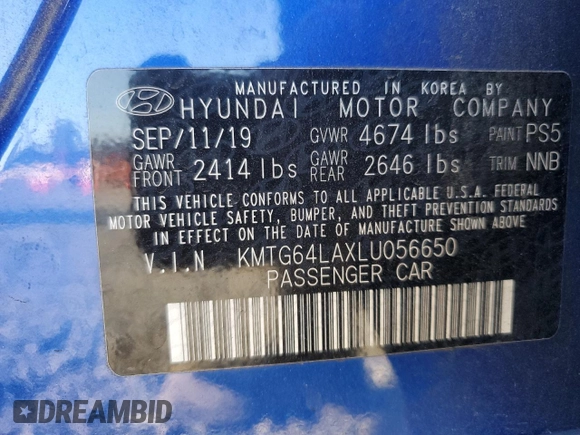 MANUFACTURED IN KOREA BY
HYUNDAI MOTOR COMPANY
SEP/11/19 GVWR 4674 lbs PAINT PS5
GAWR FRONT 2414 lbs GAWR REAR 2646 lbs TRIM NNB
THIS VEHICLE CONFORMS TO ALL APPLICABLE U.S.A. FEDERAL
MOTOR VEHICLE SAFETY, BUMPER, AND THEFT PREVENTION STANDARDS
IN EFFECT ON THE DATE OF MANUFACTURE SHOWN ABOVE.
V.I.N KMTG64LAXLU056650
PASSENGER CAR
DREAMBID